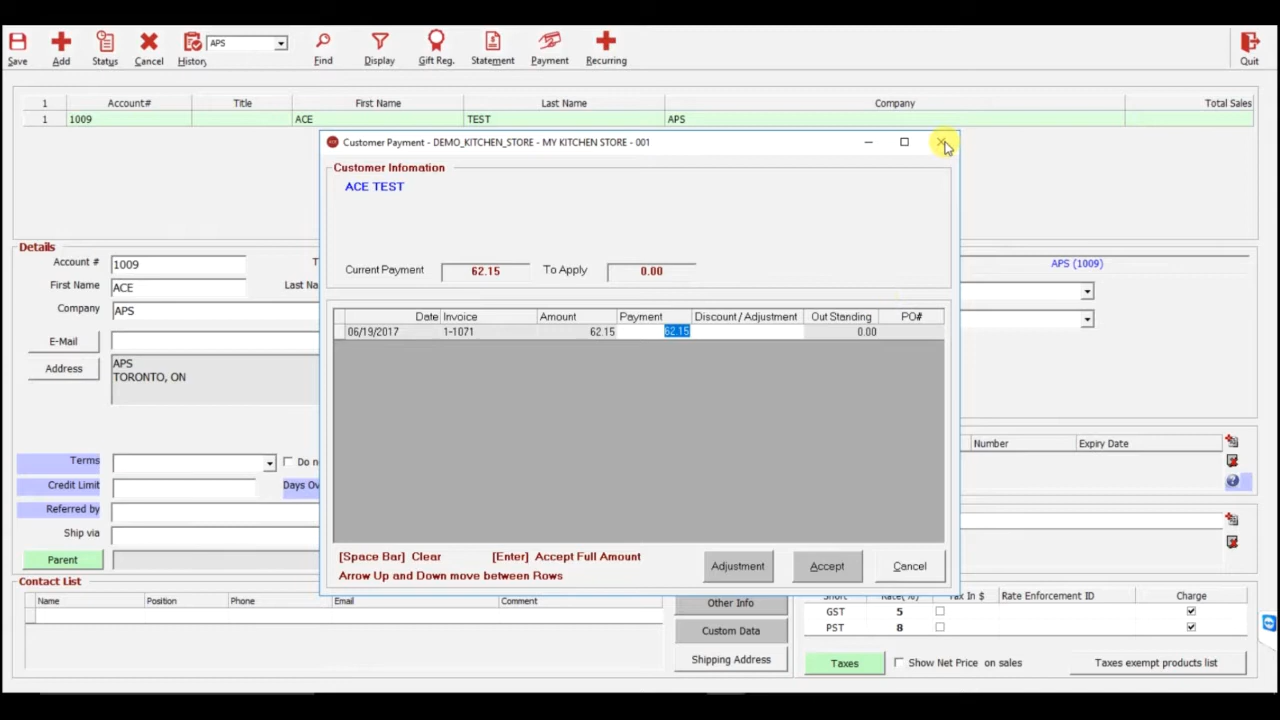 APS
Save Add Status Cancel History Find Display Gift Reg. Statement Payment Recurring Quit
1 Account# Title First Name Last Name Company Total Sales
1 1009 ACE TEST APS
Customer Payment - DEMO_KITCHEN_STORE - MY KITCHEN STORE - 001
Customer Infomation
ACE TEST
Current Payment 62.15 To Apply 0.00
Date Invoice Amount Payment Discount/Adjustment Out Standing PO#
06/19/2017 1-1071 62.15 62.15 0.00
[Space Bar] Clear [Enter] Accept Full Amount
Arrow Up and Down move between Rows
Adjustment Accept Cancel
Details
Account # 1009 T
First Name ACE Last Na
Company APS
E-Mail
Address APS
TORONTO, ON
APS (1009)
Terms Do n
Credit Limit Days Ov
Referred by
Ship via
Parent
Number Expiry Date
Contact List
Name Position Phone Email Comment
Other Info
Custom Data
Shipping Address
Short Rate(%) Tax In $ Rate Enforcement ID Charge
GST 5
PST 8
Taxes Show Net Price on sales Taxes exempt products list